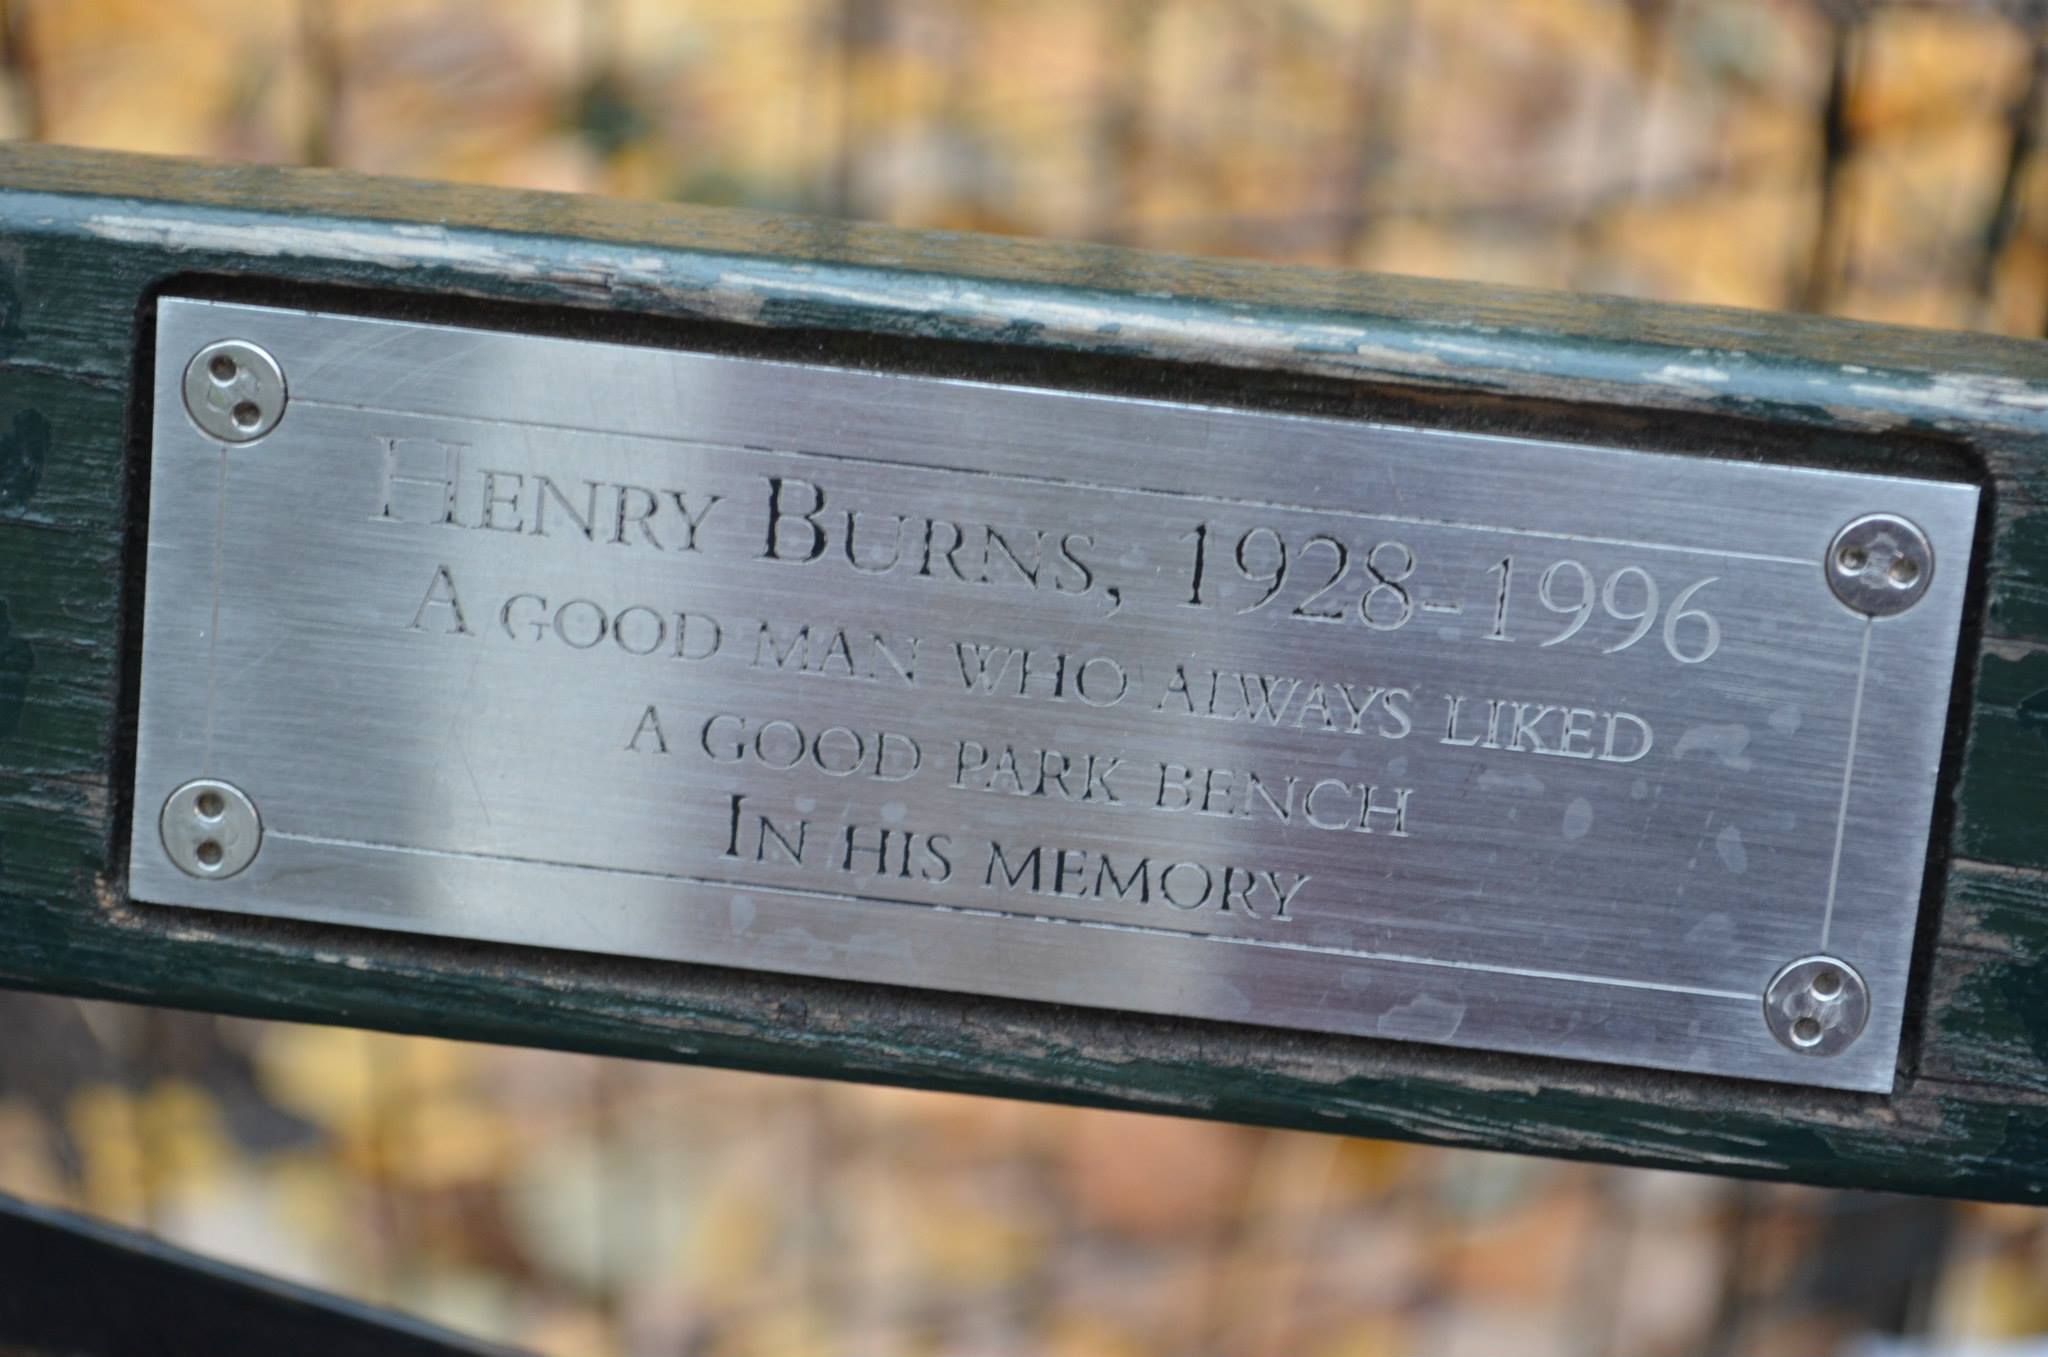 Henry Burns, 1928-1996
A good man who always liked
a good park bench
In his memory